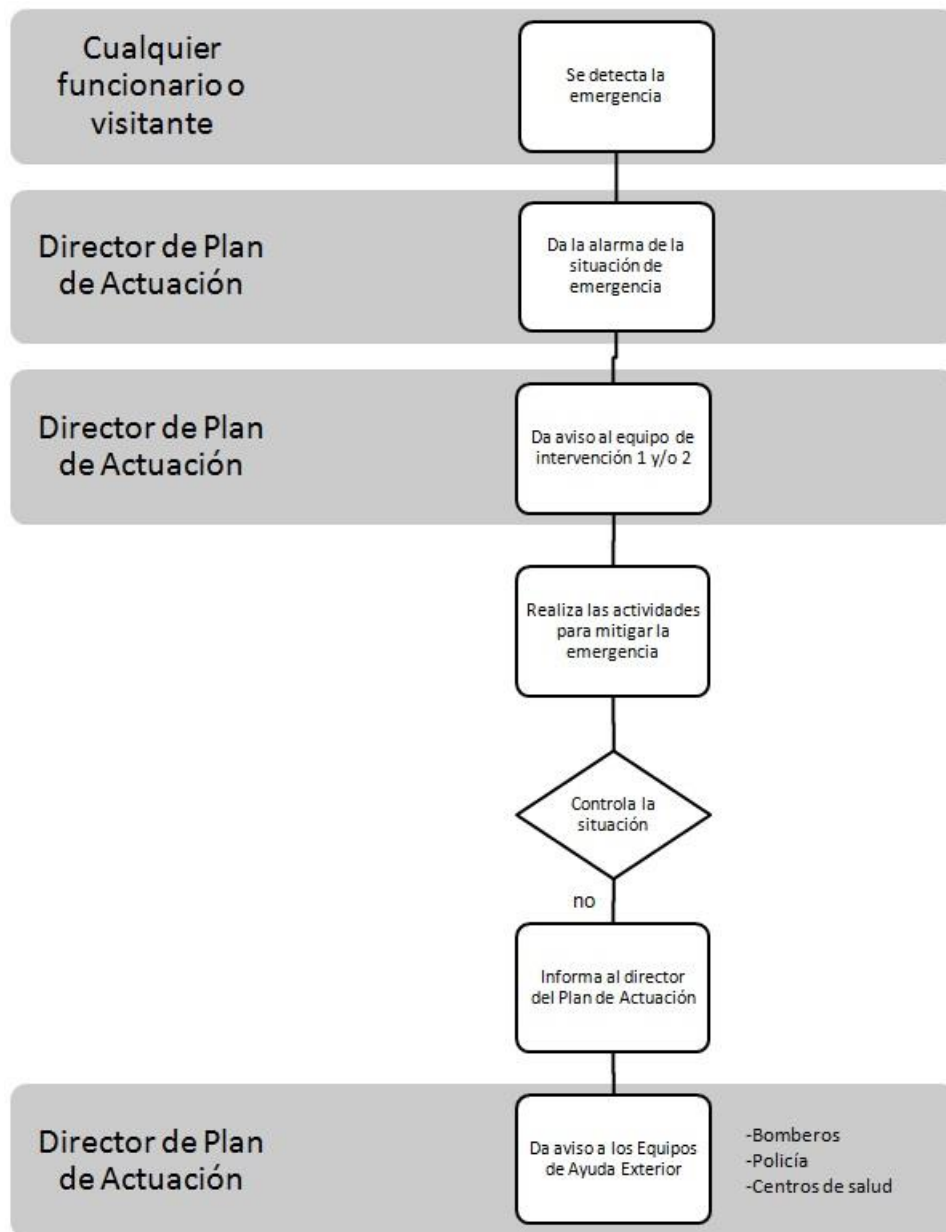 Cualquier
funcionario o
visitante
Se detecta la
emergencia
Director de Plan
de Actuación
Da la alarma de la
situación de
emergencia
Director de Plan
de Actuación
Da aviso al equipo de
intervención 1 y/o 2
Realiza las actividades
para mitigar la
emergencia
Controla la
situación
no
Informa al director
del Plan de Actuación
Director de Plan
de Actuación
Da aviso a los Equipos
de Ayuda Exterior
-Bomberos
-Policía
-Centros de salud